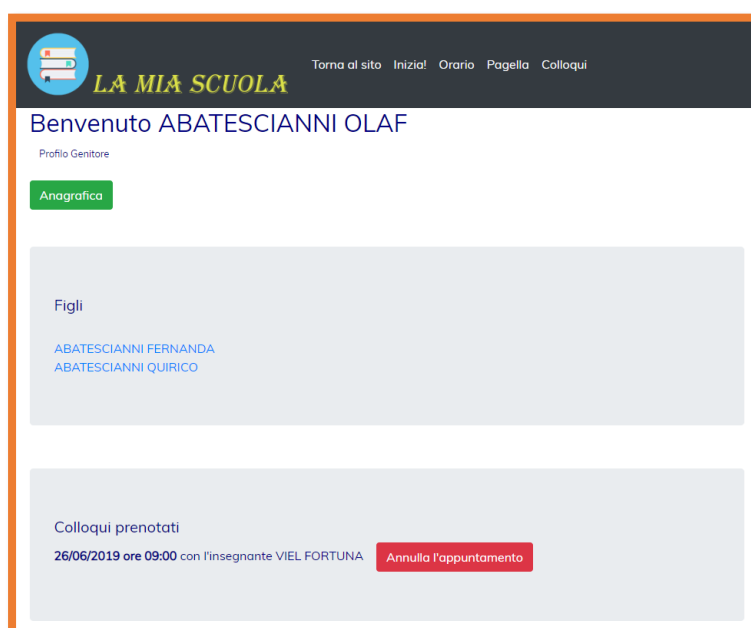 LA MIA SCUOLA
Torna al sito Inizia! Orario Pagella Colloqui
Benvenuto ABATESCIANNI OLAF
Profilo Genitore
Anagrafica
Figli
ABATESCIANNI FERNANDA
ABATESCIANNI QUIRICO
Colloqui prenotati
26/06/2019 ore 09:00 con l'insegnante VIEL FORTUNA Annulla l'appuntamento